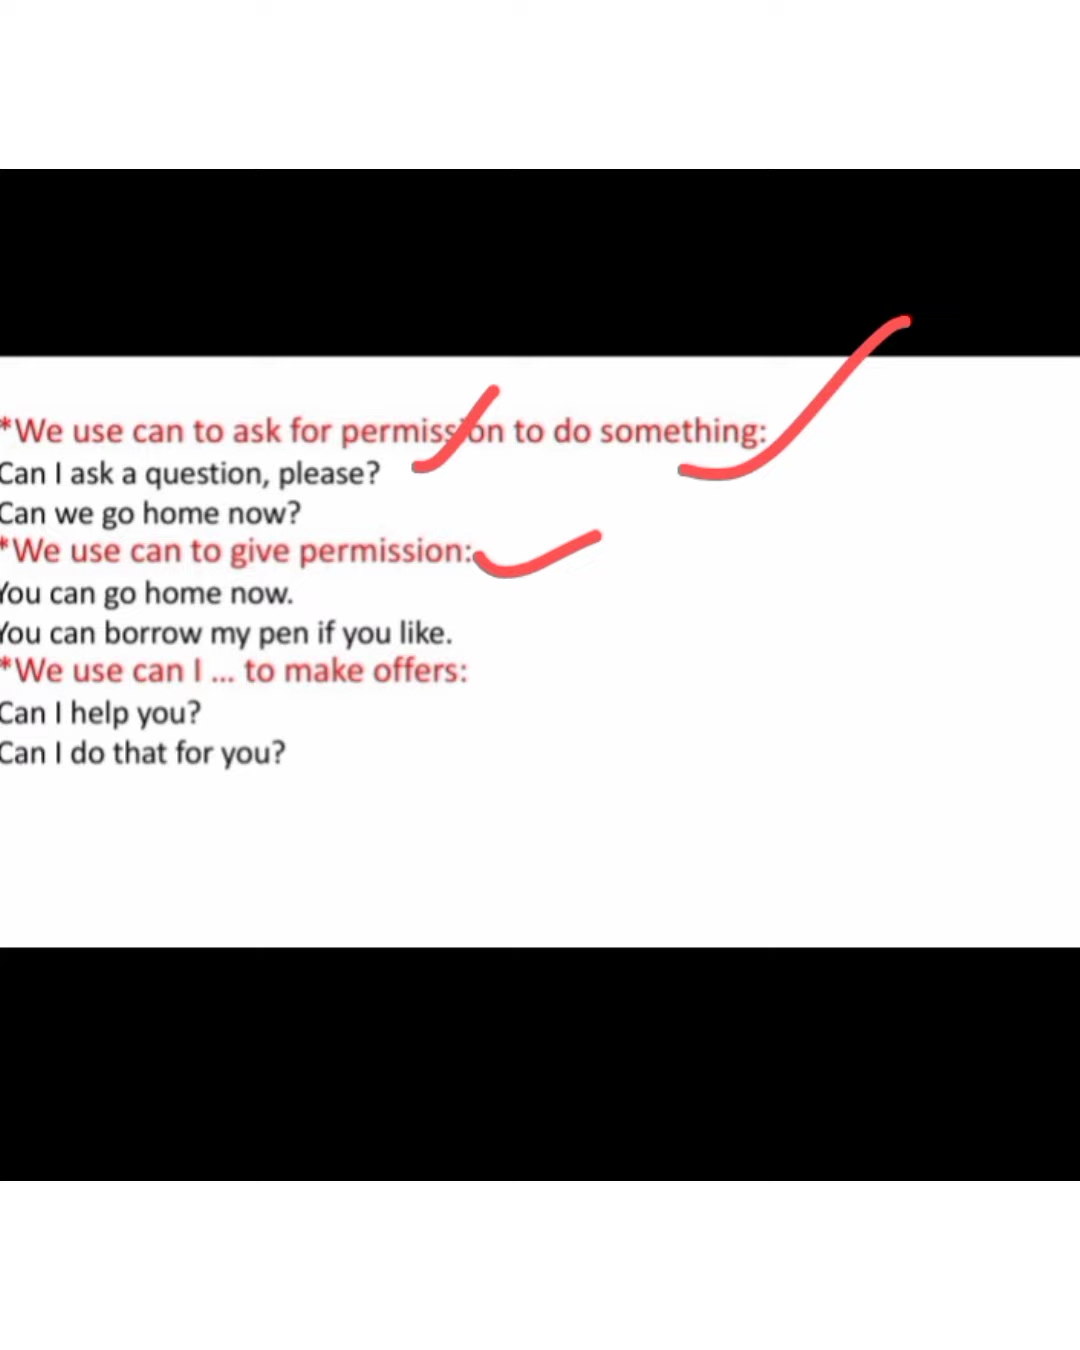 *We use can to ask for permission to do something:
Can I ask a question, please?
Can we go home now?
*We use can to give permission:
You can go home now.
You can borrow my pen if you like.
*We use can I ... to make offers:
Can I help you?
Can I do that for you?